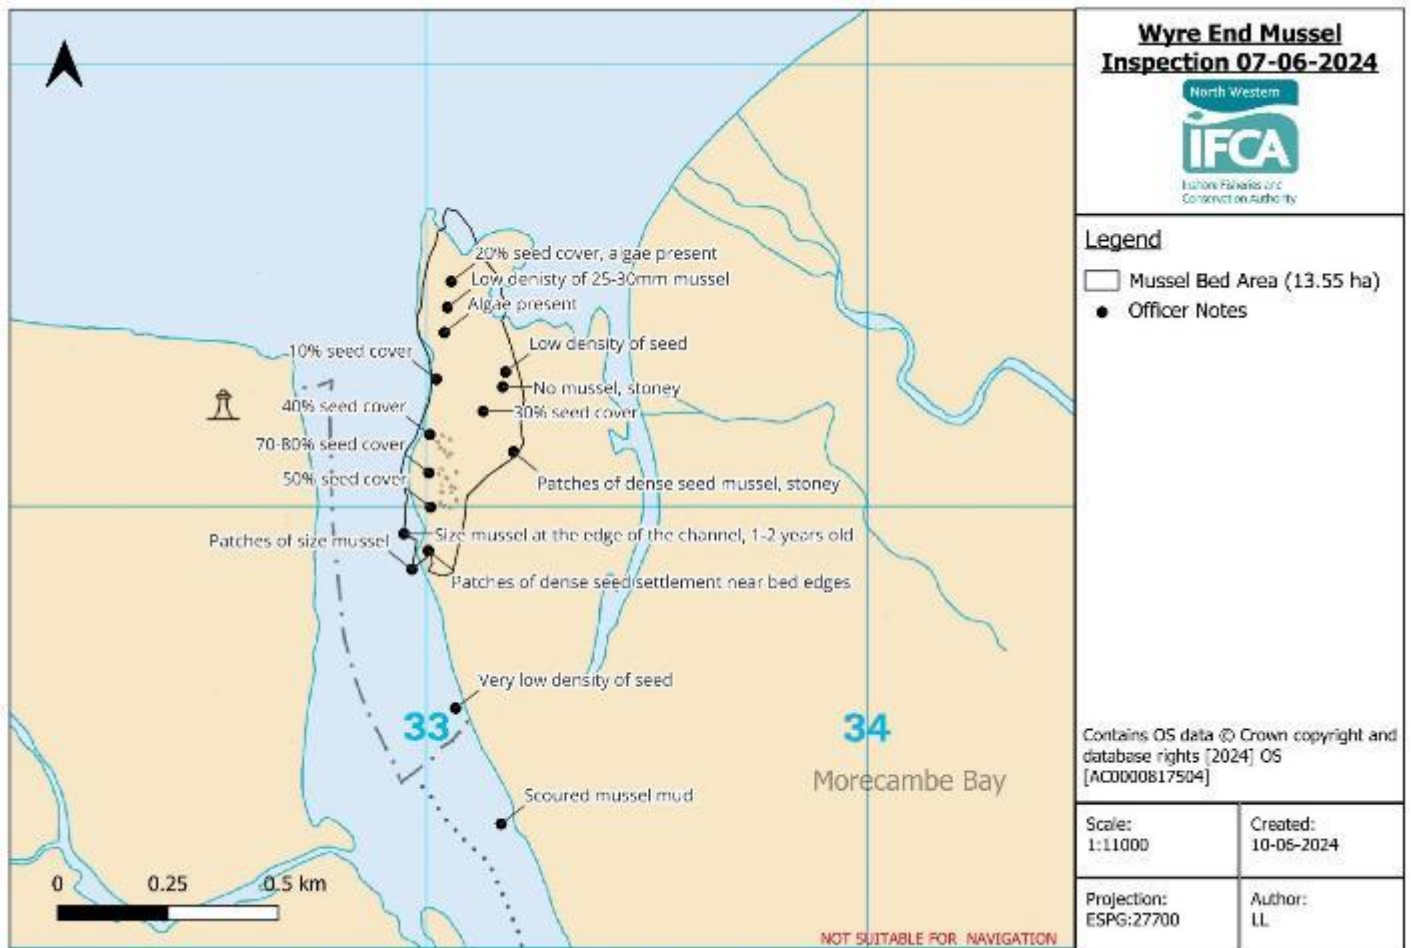 Wyre End Mussel
Inspection 07-06-2024
North Western
IFCA
Inshore Fisheries and
Conservation Authority
Legend
Mussel Bed Area (13.55 ha)
Officer Notes
20% seed cover, algae present
Low denisty of 25-30mm mussel
Algae present
10% seed cover
Low density of seed
No mussel, stoney
40% seed cover
30% seed cover
70-80% seed cover
50% seed cover
Patches of dense seed mussel, stoney
Size mussel at the edge of the channel, 1-2 years old
Patches of size mussel
Patches of dense seed settlement near bed edges
Very low density of seed
33
34
Morecambe Bay
Scoured mussel mud
0 0.25 0.5 km
NOT SUITABLE FOR NAVIGATION
Contains OS data © Crown copyright and
database rights [2024] OS
[AC0000817504]
Scale:
1:11000
Created:
10-06-2024
Projection:
ESPG:27700
Author:
LL